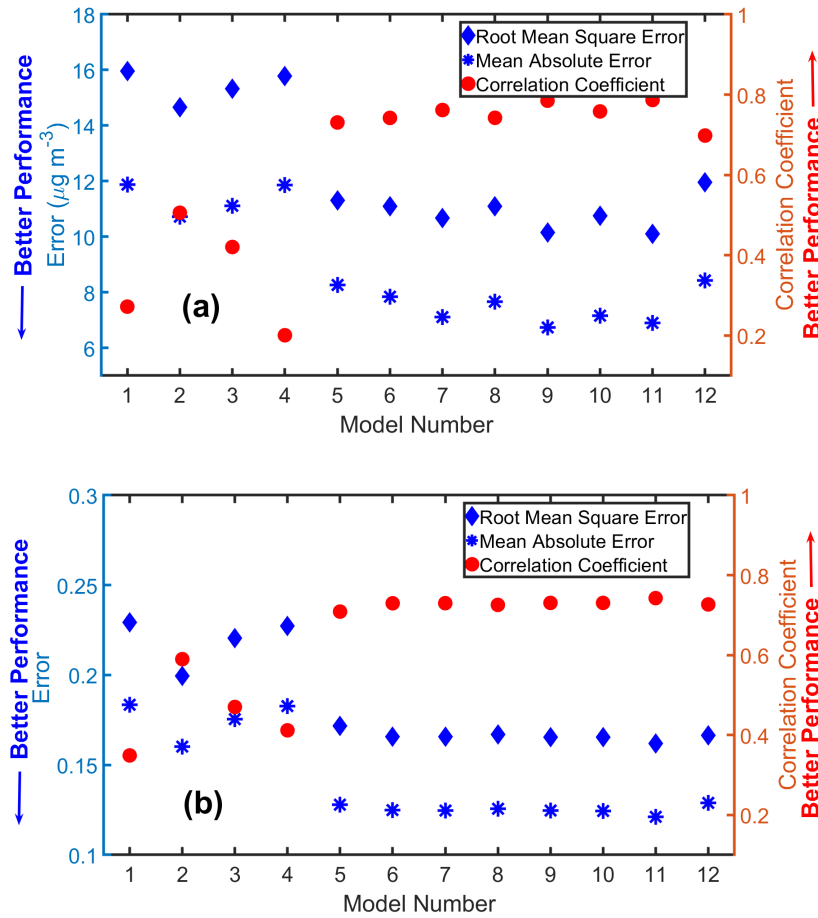 18
16
14
12
10
8
6
Better Performance
Error (μg m⁻³)
Root Mean Square Error
Mean Absolute Error
Correlation Coefficient
(a)
1
0.8
0.6
0.4
0.2
Correlation Coefficient
Better Performance
1 2 3 4 5 6 7 8 9 10 11 12
Model Number
0.3
0.25
0.2
0.15
0.1
Better Performance
Error
Root Mean Square Error
Mean Absolute Error
Correlation Coefficient
(b)
1
0.8
0.6
0.4
0.2
Correlation Coefficient
Better Performance
1 2 3 4 5 6 7 8 9 10 11 12
Model Number